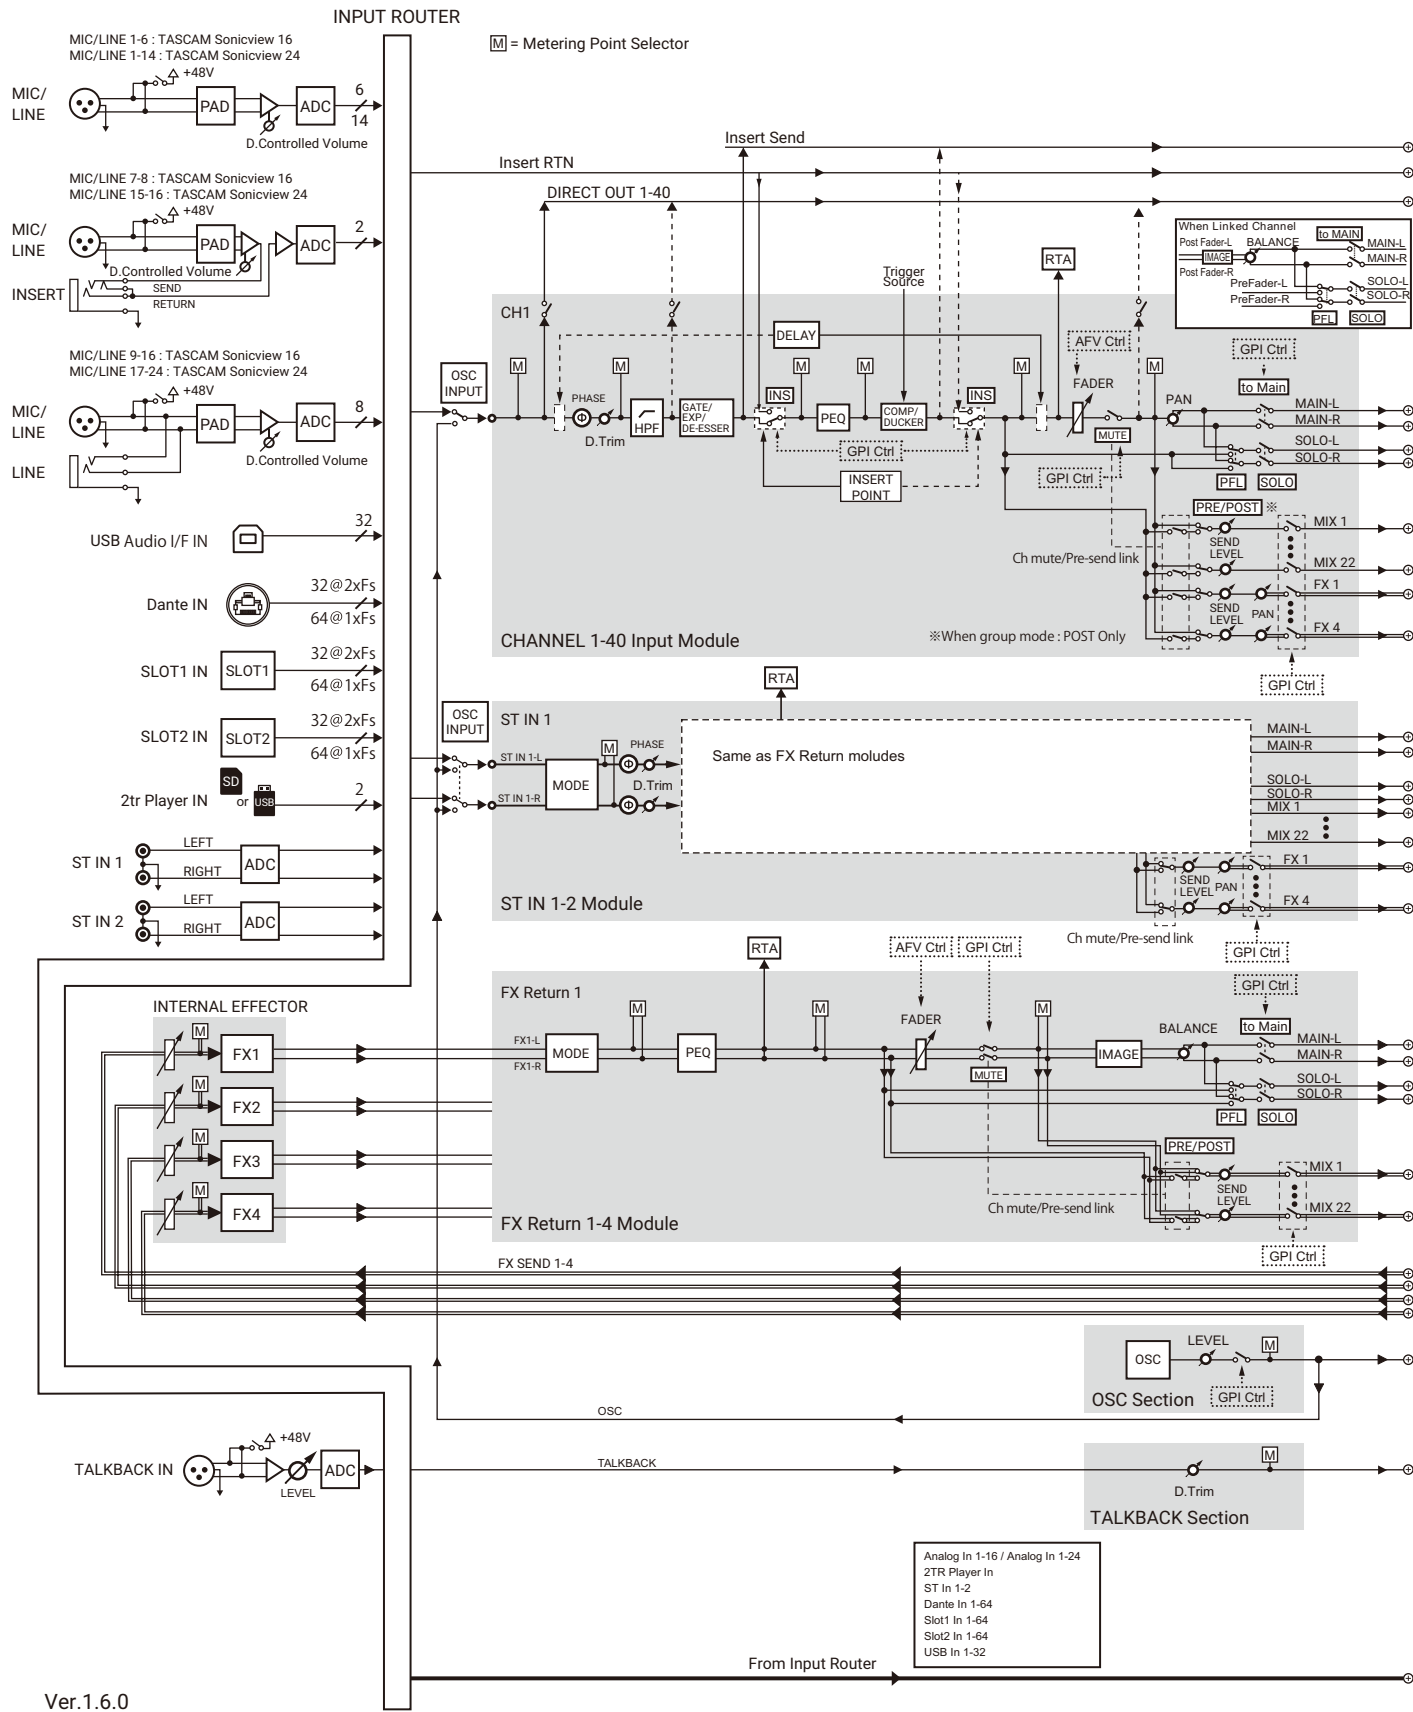 INPUT ROUTER
MIC/LINE 1-6 : TASCAM Sonicview 16
MIC/LINE 1-14 : TASCAM Sonicview 24
M = Metering Point Selector
+48V
MIC/
LINE
PAD
ADC
6
14
D.Controlled Volume
MIC/LINE 7-8 : TASCAM Sonicview 16
MIC/LINE 15-16 : TASCAM Sonicview 24
+48V
MIC/
LINE
PAD
ADC
2
D.Controlled Volume
INSERT
SEND
RETURN
MIC/LINE 9-16 : TASCAM Sonicview 16
MIC/LINE 17-24 : TASCAM Sonicview 24
+48V
MIC/
LINE
PAD
ADC
8
D.Controlled Volume
LINE
USB Audio I/F IN
32
Dante IN
32@2xFs
64@1xFs
SLOT1 IN
SLOT1
32@2xFs
64@1xFs
SLOT2 IN
SLOT2
32@2xFs
64@1xFs
2tr Player IN
SD
or
USB
2
ST IN 1
LEFT
RIGHT
ADC
ST IN 2
LEFT
RIGHT
ADC
Insert Send
Insert RTN
DIRECT OUT 1-40
When Linked Channel
Post Fader-L
IMAGE
BALANCE
to MAIN
MAIN-L
MAIN-R
Post Fader-R
PreFader-L
PreFader-R
SOLO-L
SOLO-R
PFL
SOLO
RTA
Trigger
Source
CH1
DELAY
AFV Ctrl
GPI Ctrl
OSC
INPUT
M
M
M
M
M
M
PHASE
D.Trim
HPF
GATE/
EXP/
DE-ESSER
INS
PEQ
COMP/
DUCKER
INS
FADER
MUTE
PAN
to Main
MAIN-L
MAIN-R
SOLO-L
SOLO-R
GPI Ctrl
INSERT
POINT
GPI Ctrl
PFL
SOLO
PRE/POST ※
MIX 1
SEND
LEVEL
MIX 22
Ch mute/Pre-send link
FX 1
SEND
LEVEL
PAN
FX 4
※When group mode : POST Only
CHANNEL 1-40 Input Module
GPI Ctrl
RTA
OSC
INPUT
ST IN 1
ST IN 1-L
ST IN 1-R
MODE
M
PHASE
D.Trim
Same as FX Return moludes
MAIN-L
MAIN-R
SOLO-L
SOLO-R
MIX 1
MIX 22
FX 1
SEND
LEVEL
PAN
FX 4
ST IN 1-2 Module
Ch mute/Pre-send link
GPI Ctrl
RTA
AFV Ctrl
GPI Ctrl
GPI Ctrl
FX Return 1
INTERNAL EFFECTOR
M
FX1
M
FX2
M
FX3
M
FX4
FX1-L
FX1-R
MODE
M
PEQ
M
FADER
MUTE
M
IMAGE
BALANCE
to Main
MAIN-L
MAIN-R
SOLO-L
SOLO-R
PFL
SOLO
PRE/POST
MIX 1
SEND
LEVEL
MIX 22
Ch mute/Pre-send link
FX Return 1-4 Module
GPI Ctrl
FX SEND 1-4
OSC
LEVEL
M
GPI Ctrl
OSC Section
OSC
TALKBACK IN
+48V
LEVEL
ADC
TALKBACK
M
D.Trim
TALKBACK Section
Analog In 1-16 / Analog In 1-24
2TR Player In
ST In 1-2
Dante In 1-64
Slot1 In 1-64
Slot2 In 1-64
USB In 1-32
From Input Router
Ver.1.6.0